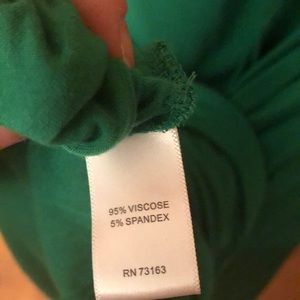 95% VISCOSE
5% SPANDEX
RN 73163